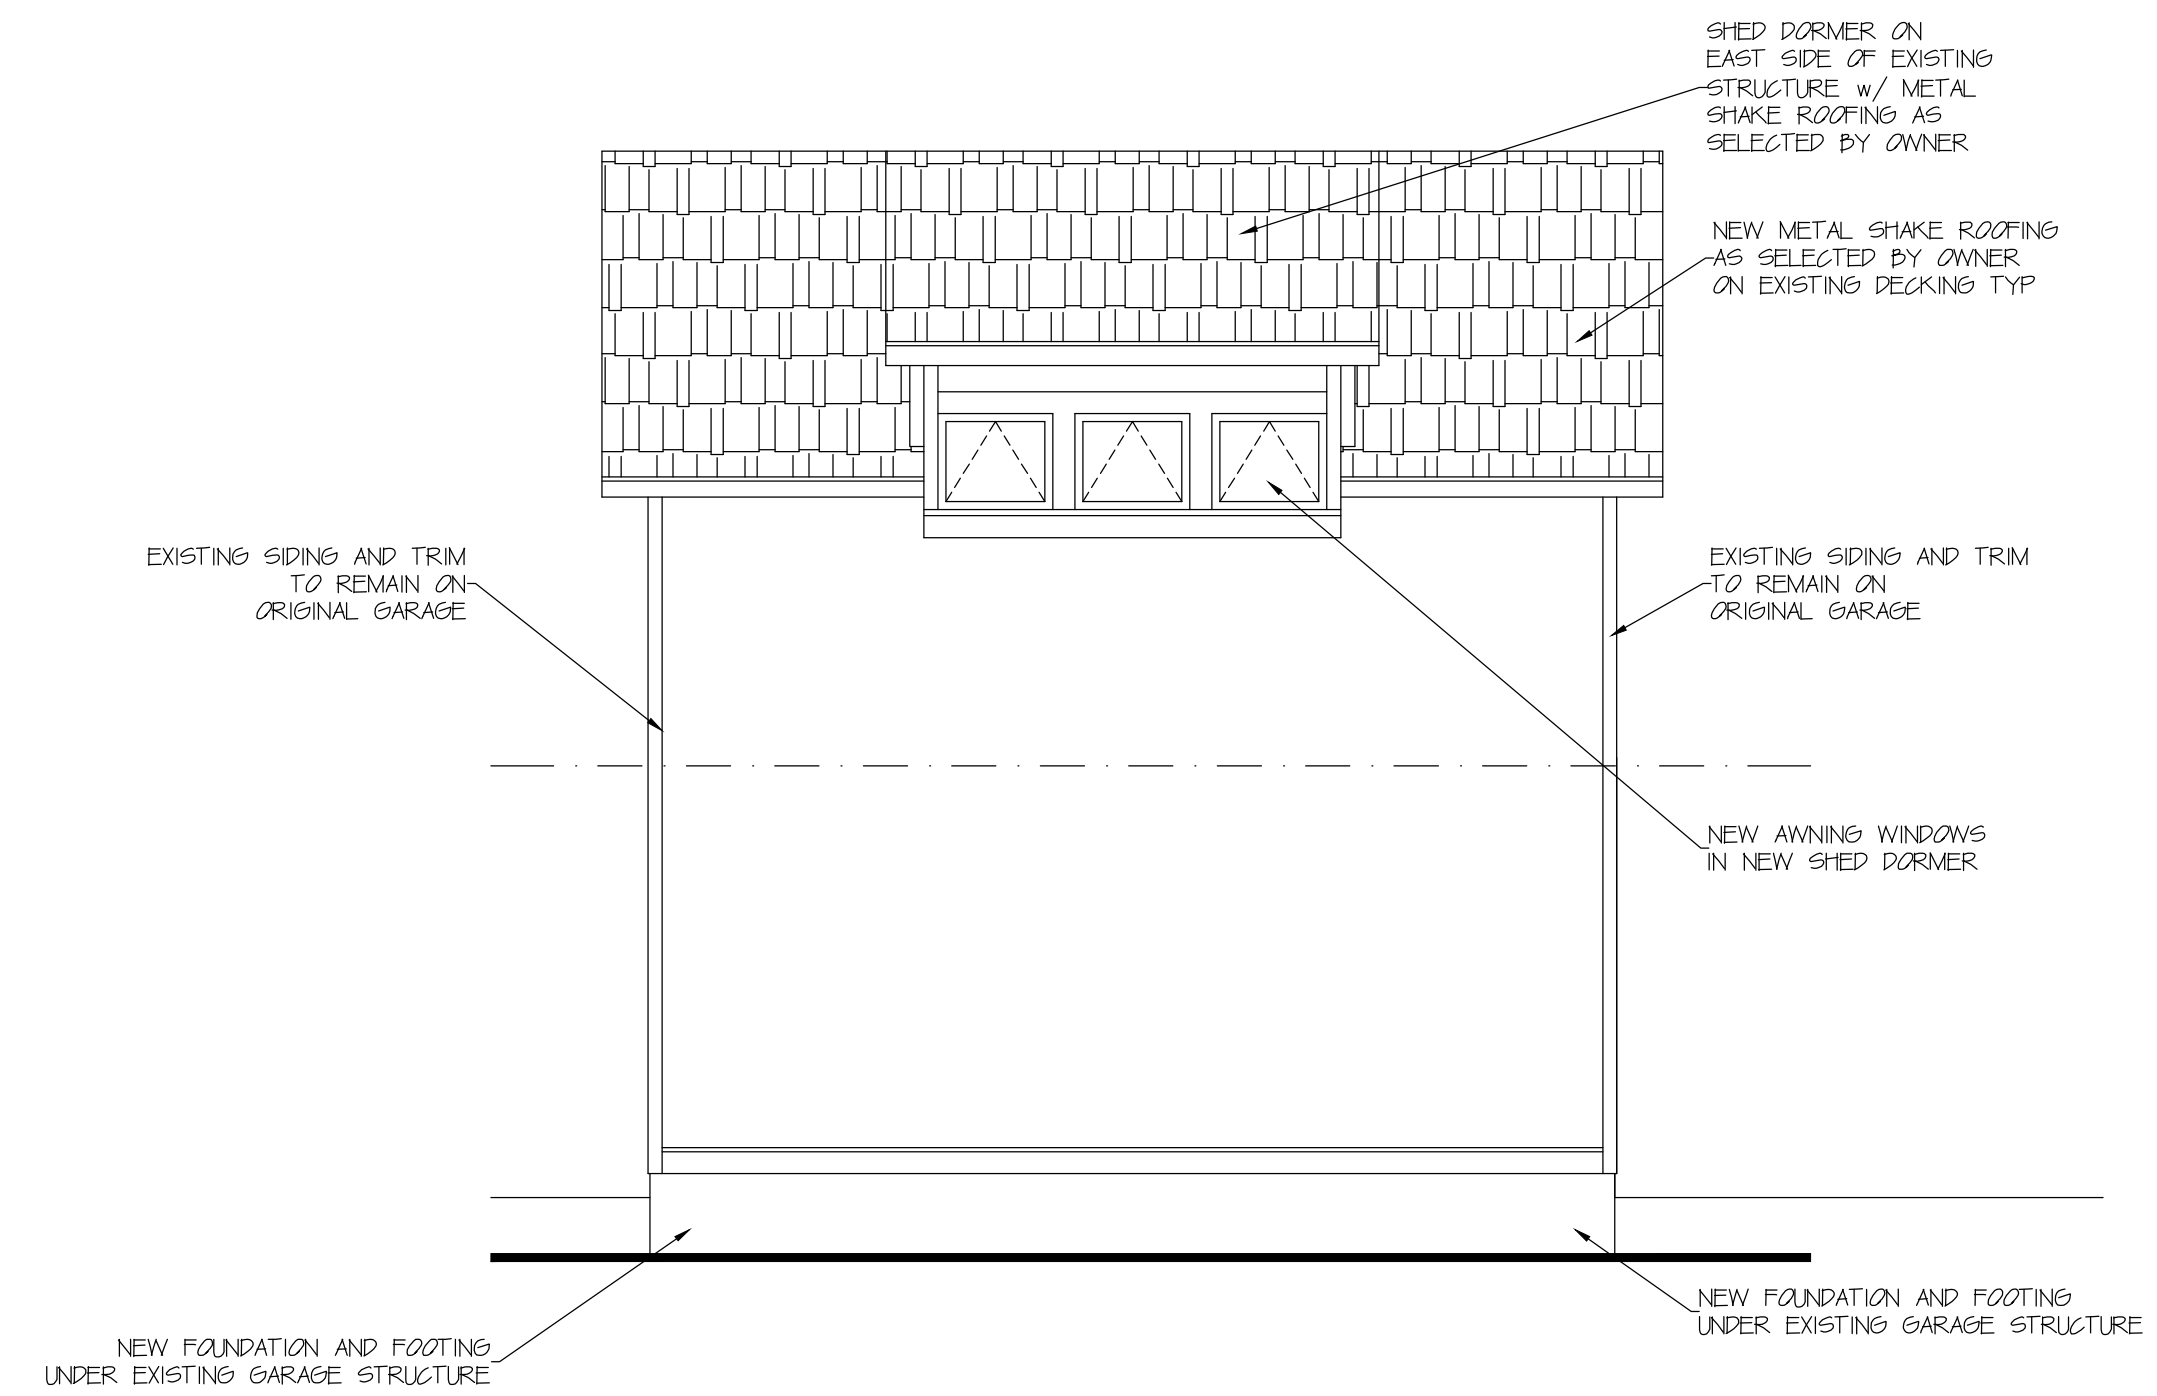 SHED DORMER ON
EAST SIDE OF EXISTING
STRUCTURE w/ METAL
SHAKE ROOFING AS
SELECTED BY OWNER
NEW METAL SHAKE ROOFING
AS SELECTED BY OWNER
ON EXISTING DECKING TYP
EXISTING SIDING AND TRIM
TO REMAIN ON
ORIGINAL GARAGE
EXISTING SIDING AND TRIM
TO REMAIN ON
ORIGINAL GARAGE
NEW AWNING WINDOWS
IN NEW SHED DORMER
NEW FOUNDATION AND FOOTING
UNDER EXISTING GARAGE STRUCTURE
NEW FOUNDATION AND FOOTING
UNDER EXISTING GARAGE STRUCTURE